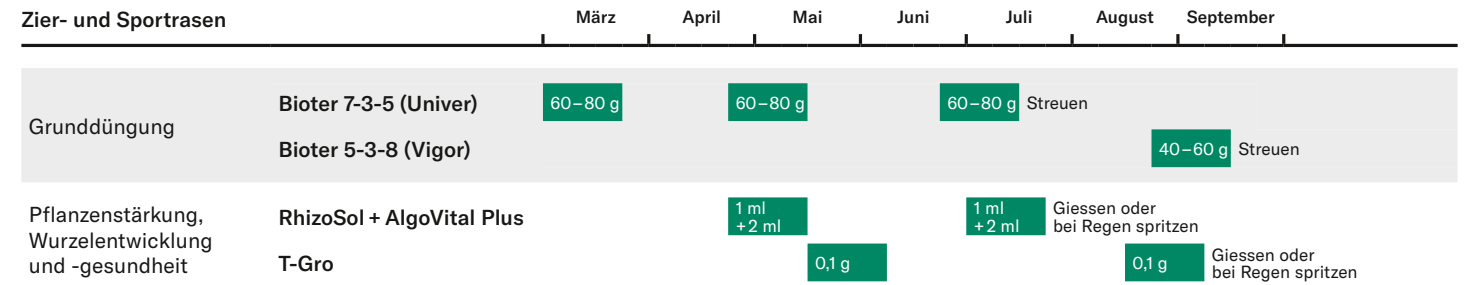 Zier- und Sportrasen März April Mai Juni Juli August September
Grunddüngung
Bioter 7-3-5 (Univer) 60–80 g 60–80 g 60–80 g Streuen
Bioter 5-3-8 (Vigor) 40–60 g Streuen
Pflanzenstärkung,
Wurzelentwicklung
und -gesundheit
RhizoSol + AlgoVital Plus
1 ml
+ 2 ml
1 ml
+ 2 ml
Giessen oder
bei Regen spritzen
T-Gro 0,1 g 0,1 g
Giessen oder
bei Regen spritzen